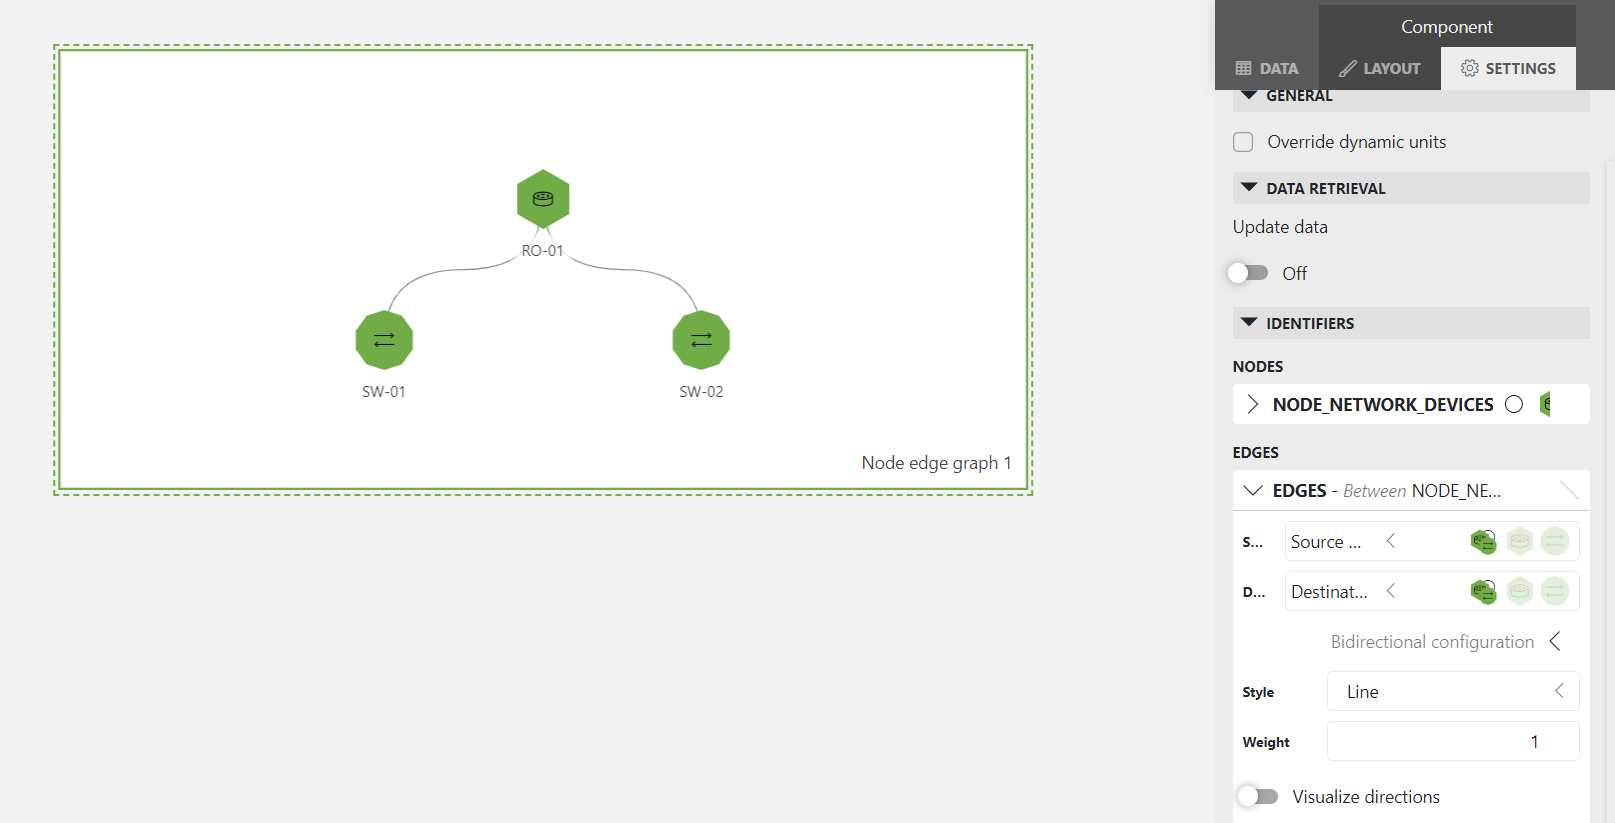 RO-01
SW-01
SW-02
Node edge graph 1
Component
DATA
LAYOUT
SETTINGS
GENERAL
Override dynamic units
DATA RETRIEVAL
Update data
Off
IDENTIFIERS
NODES
NODE_NETWORK_DEVICES
EDGES
EDGES - Between NODE_NE...
S... Source ...
D... Destinat...
Bidirectional configuration
Style Line
Weight 1
Visualize directions